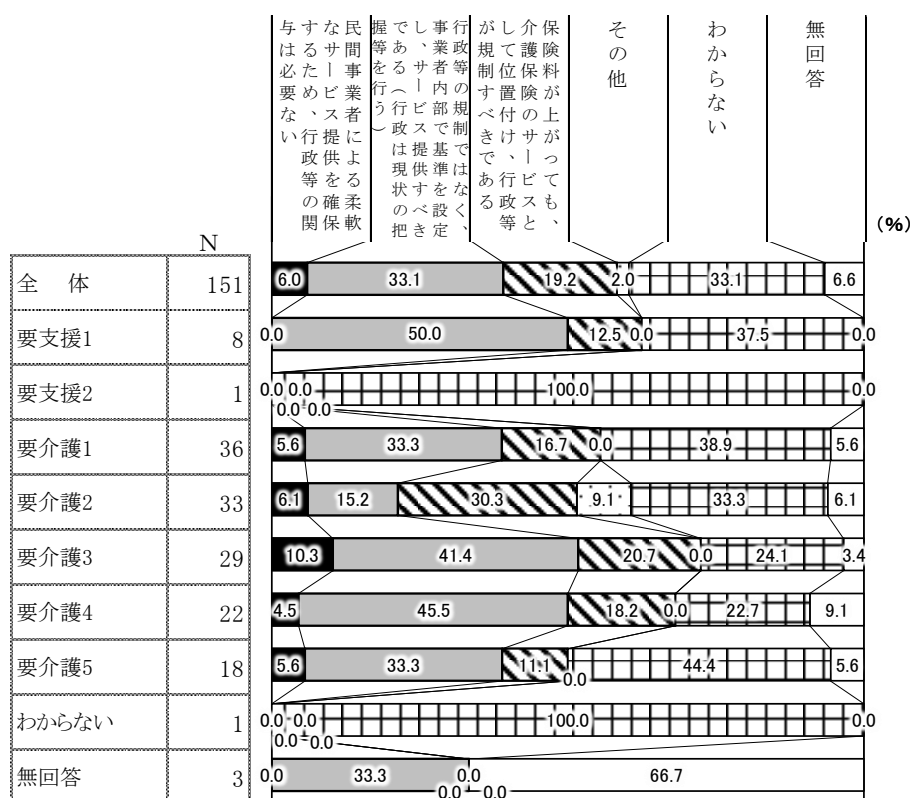 民間事業者による柔軟
なサービス提供を確保
するため、行政等の関
与は必要ない
行政等の規制ではなく、
事業者内部で基準を設定
し、サービス提供すべき
である（行政は現状の把
握等を行う）
保険料が上がっても、
介護保険のサービスと
して位置付け、行政等
が規制すべきである
その他
わからない
無回答
(%)
N
全 体 151 6.0 33.1 19.2 2.0 33.1 6.6
要支援1 8 0.0 50.0 12.5 0.0 37.5 0.0
要支援2 1 0.0 0.0 100.0 0.0
0.0 0.0
要介護1 36 5.6 33.3 16.7 0.0 38.9 5.6
要介護2 33 6.1 15.2 30.3 9.1 33.3 6.1
要介護3 29 10.3 41.4 20.7 0.0 24.1 3.4
要介護4 22 4.5 45.5 18.2 0.0 22.7 9.1
要介護5 18 5.6 33.3 11.1 44.4 5.6
0.0
わからない 1 0.0 0.0 100.0 0.0
0.0 0.0
無回答 3 0.0 33.3 0.0 66.7
0.0 0.0